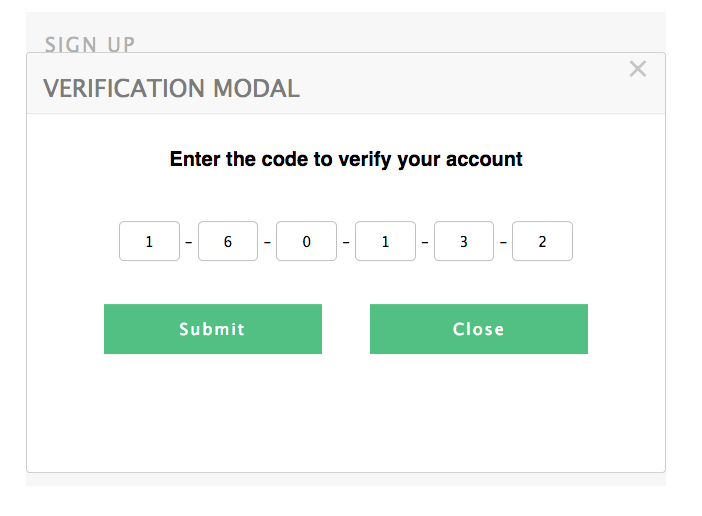 SIGN UP
VERIFICATION MODAL
Enter the code to verify your account
1 - 6 - 0 - 1 - 3 - 2
Submit Close